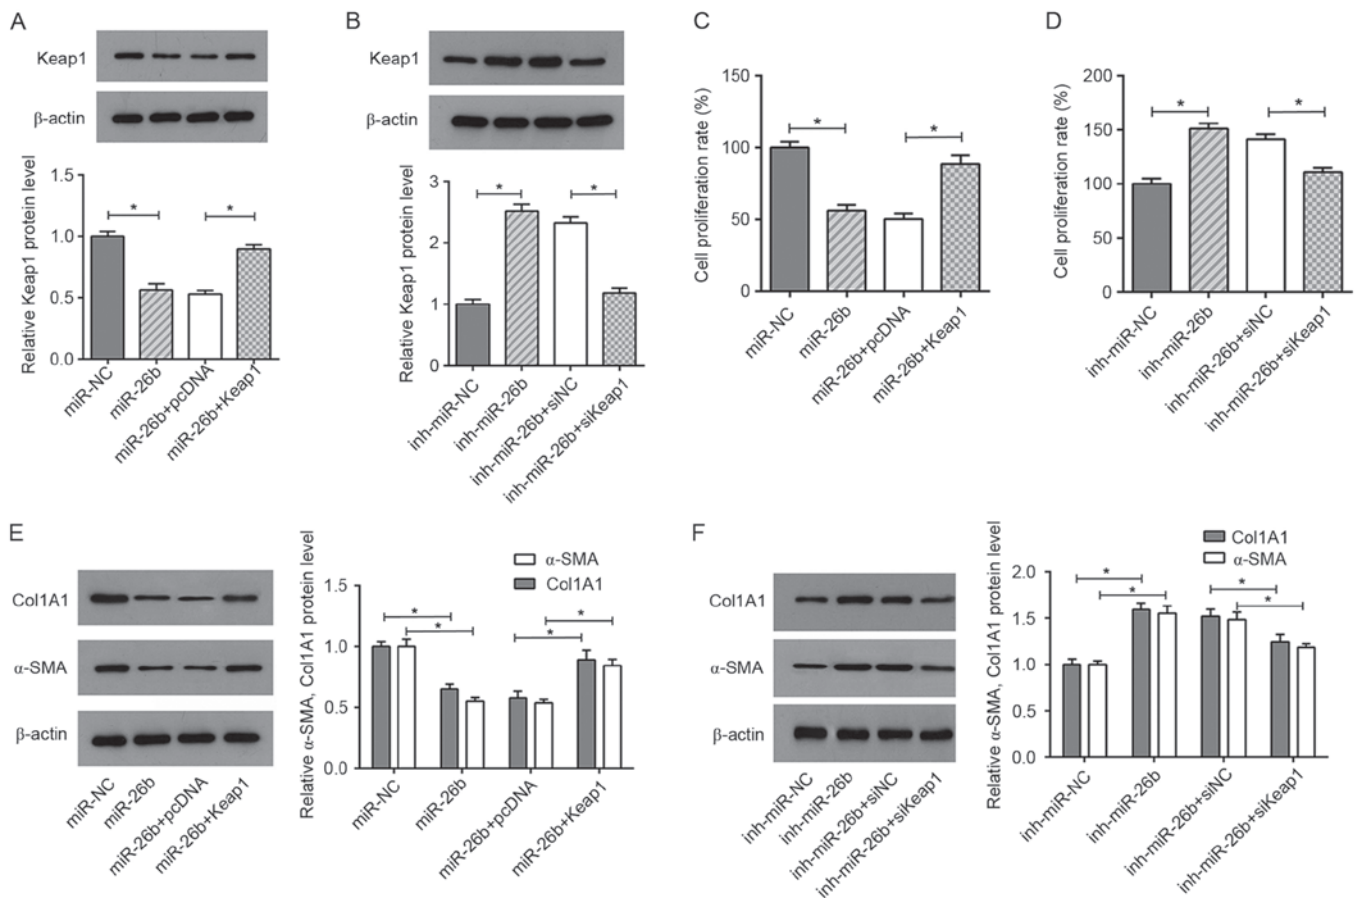 A
Keap1
β-actin
Relative Keap1 protein level
1.5
1.0
0.5
0.0
*
*
miR-NC
miR-26b
miR-26b+pcDNA
miR-26b+Keap1
B
Keap1
β-actin
Relative Keap1 protein level
3
2
1
0
*
*
inh-miR-NC
inh-miR-26b
inh-miR-26b+siNC
inh-miR-26b+siKeap1
C
Cell proliferation rate (%)
150
100
50
0
*
*
miR-NC
miR-26b
miR-26b+pcDNA
miR-26b+Keap1
D
Cell proliferation rate (%)
200
150
100
50
0
*
*
inh-miR-NC
inh-miR-26b
inh-miR-26b+siNC
inh-miR-26b+siKeap1
E
Col1A1
α-SMA
β-actin
miR-NC
miR-26b
miR-26b+pcDNA
miR-26b+Keap1
Relative α-SMA, Col1A1 protein level
α-SMA
Col1A1
1.5
1.0
0.5
0.0
*
*
*
*
miR-NC
miR-26b
miR-26b+pcDNA
miR-26b+Keap1
F
Col1A1
α-SMA
β-actin
inh-miR-NC
inh-miR-26b
inh-miR-26b+siNC
inh-miR-26b+siKeap1
Relative α-SMA, Col1A1 protein level
Col1A1
α-SMA
2.0
1.5
1.0
1.5
0.0
*
*
*
*
inh-miR-NC
inh-miR-26b
inh-miR-26b+siNC
inh-miR-26b+siKeap1